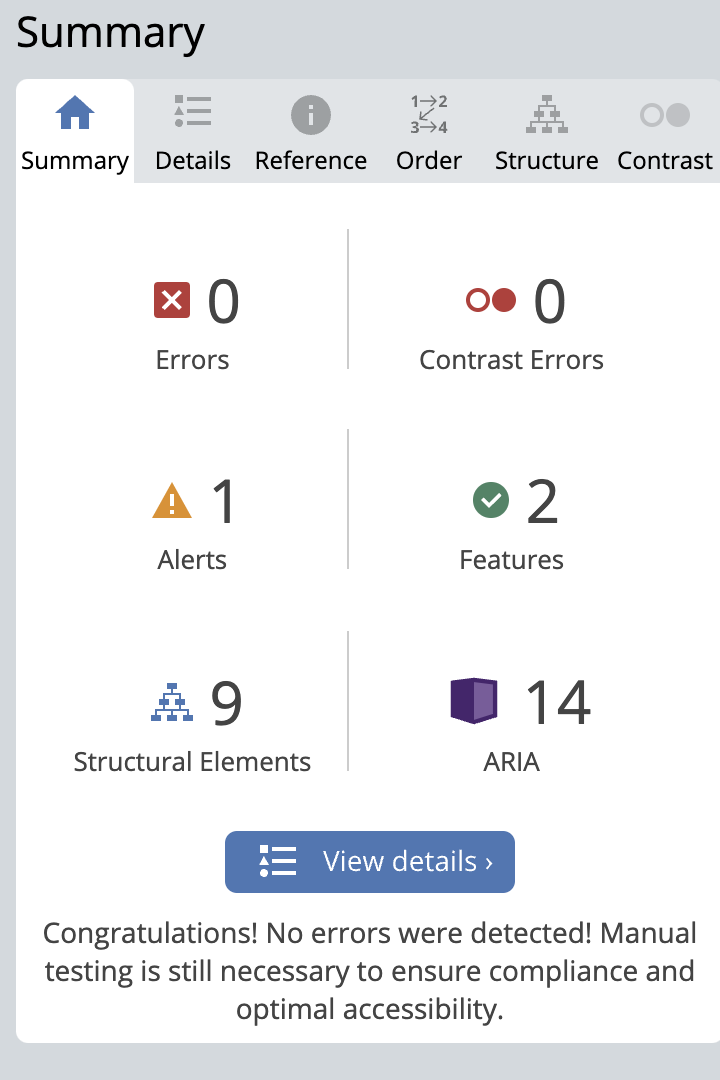 Summary
1→2
3→4
Summary Details Reference Order Structure Contrast
0
0
Errors
Contrast Errors
1
2
Alerts
Features
9
14
Structural Elements
ARIA
View details ›
Congratulations! No errors were detected! Manual
testing is still necessary to ensure compliance and
optimal accessibility.